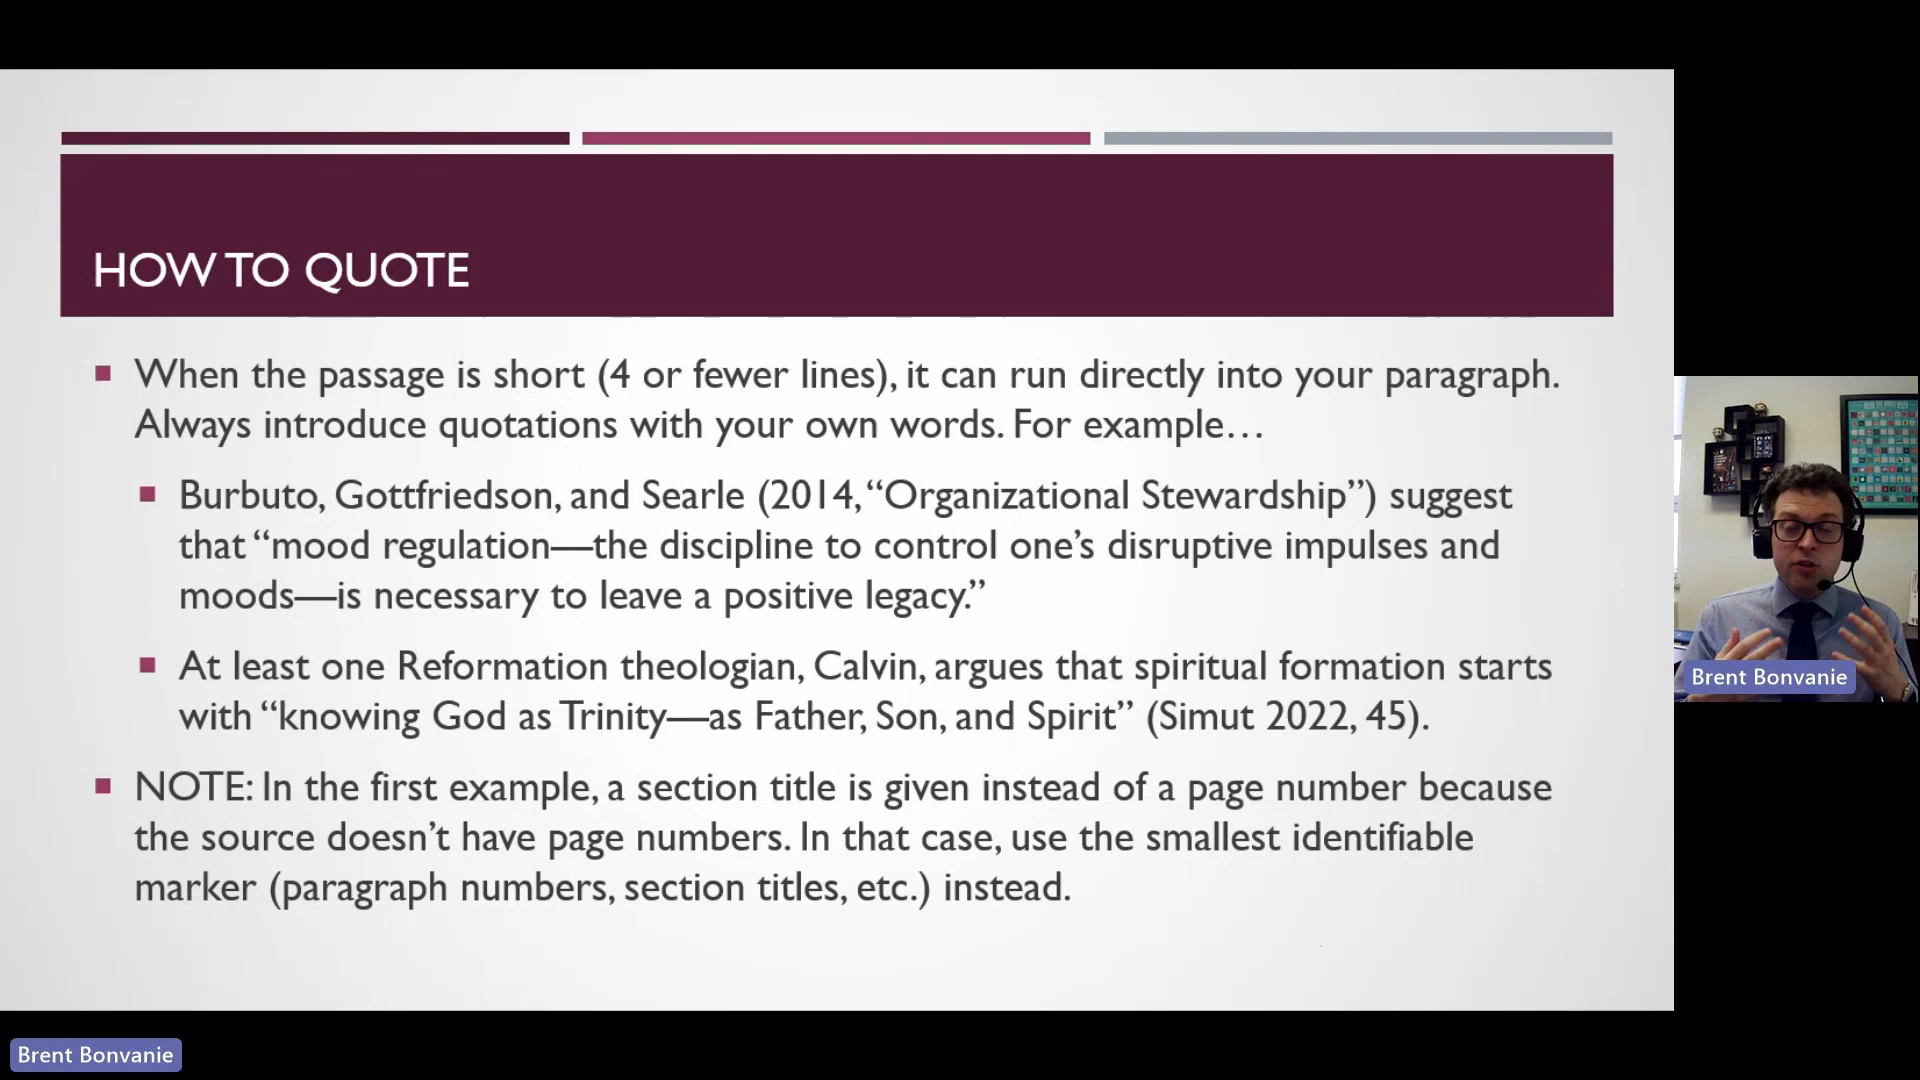 HOW TO QUOTE
When the passage is short (4 or fewer lines), it can run directly into your paragraph.
Always introduce quotations with your own words. For example…
Burbuto, Gottfriedson, and Searle (2014, “Organizational Stewardship”) suggest
that “mood regulation—the discipline to control one’s disruptive impulses and
moods—is necessary to leave a positive legacy.”
At least one Reformation theologian, Calvin, argues that spiritual formation starts
with “knowing God as Trinity—as Father, Son, and Spirit” (Simut 2022, 45).
NOTE: In the first example, a section title is given instead of a page number because
the source doesn’t have page numbers. In that case, use the smallest identifiable
marker (paragraph numbers, section titles, etc.) instead.
Brent Bonvanie
Brent Bonvanie